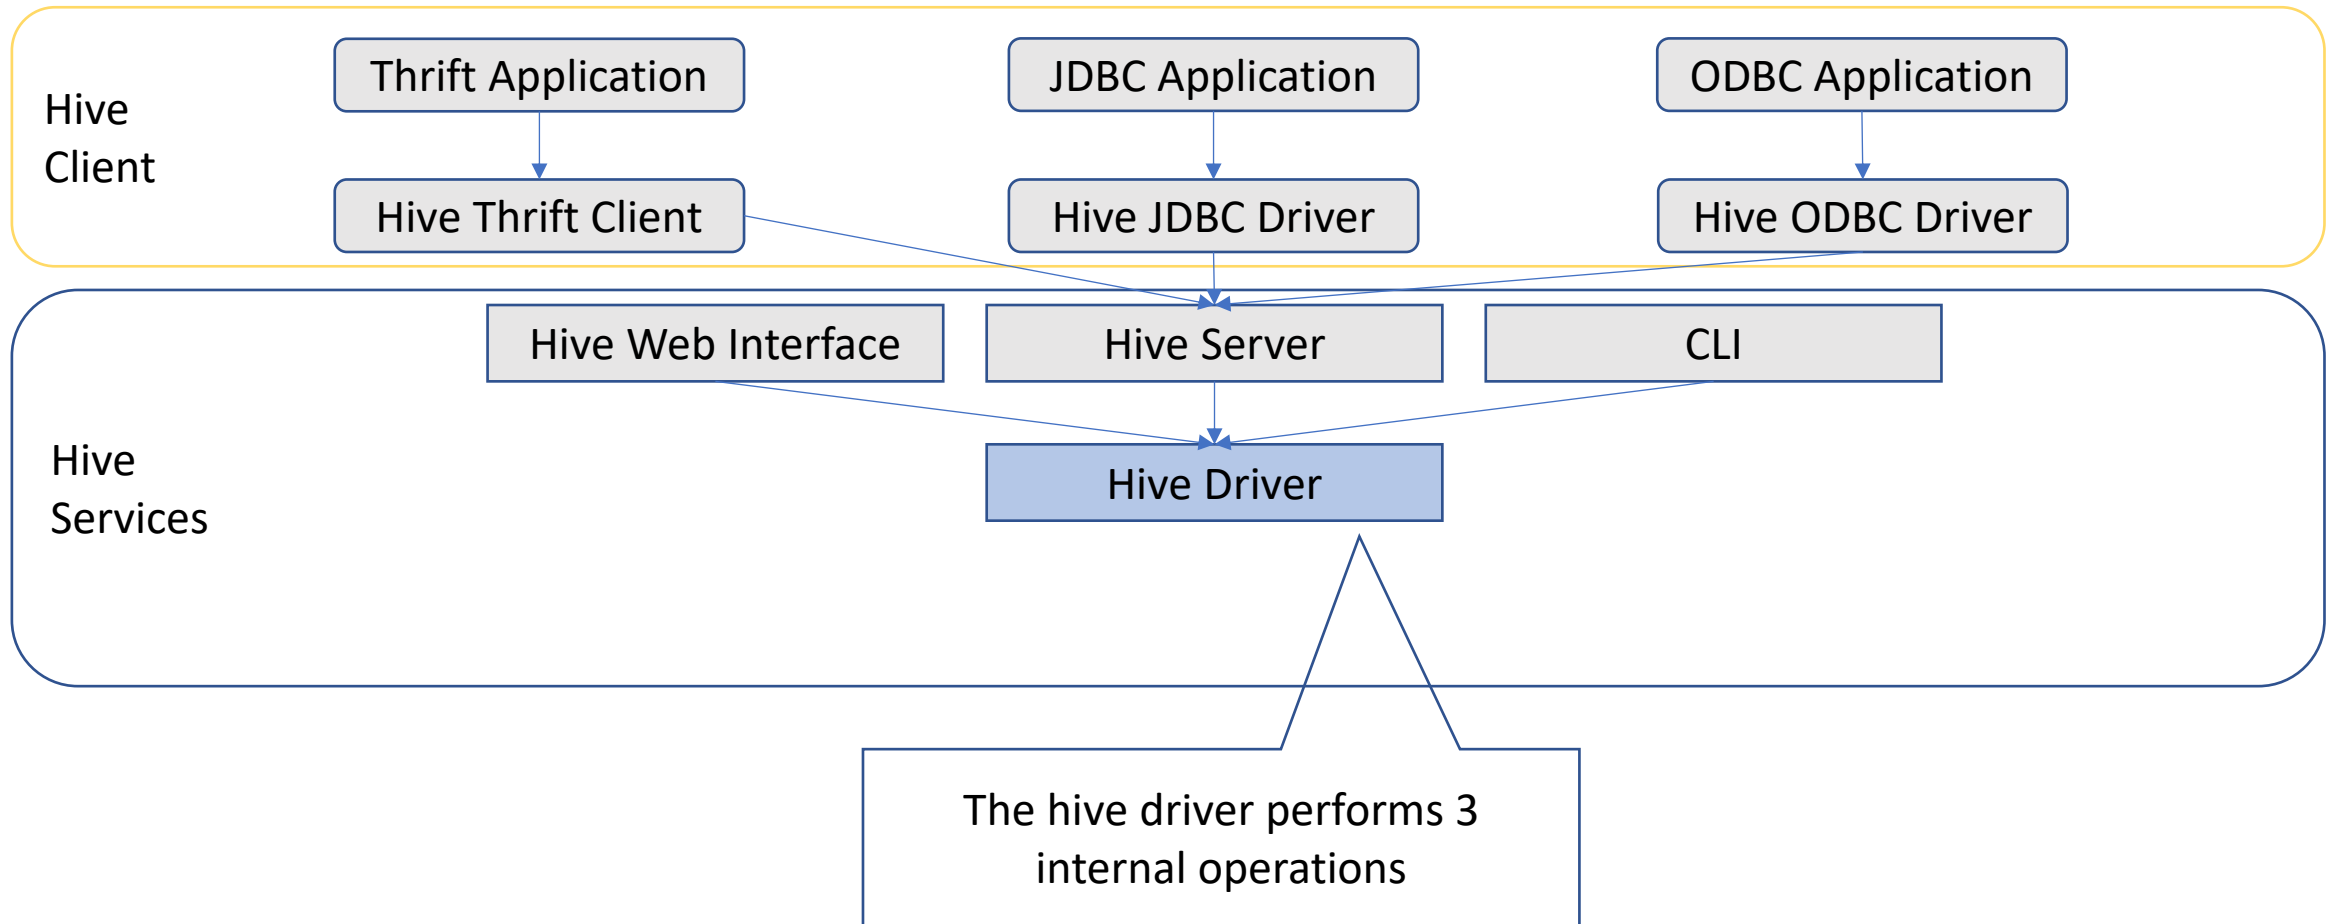 Hive
Client
Thrift Application
JDBC Application
ODBC Application
Hive Thrift Client
Hive JDBC Driver
Hive ODBC Driver
Hive
Services
Hive Web Interface
Hive Server
CLI
Hive Driver
The hive driver performs 3
internal operations